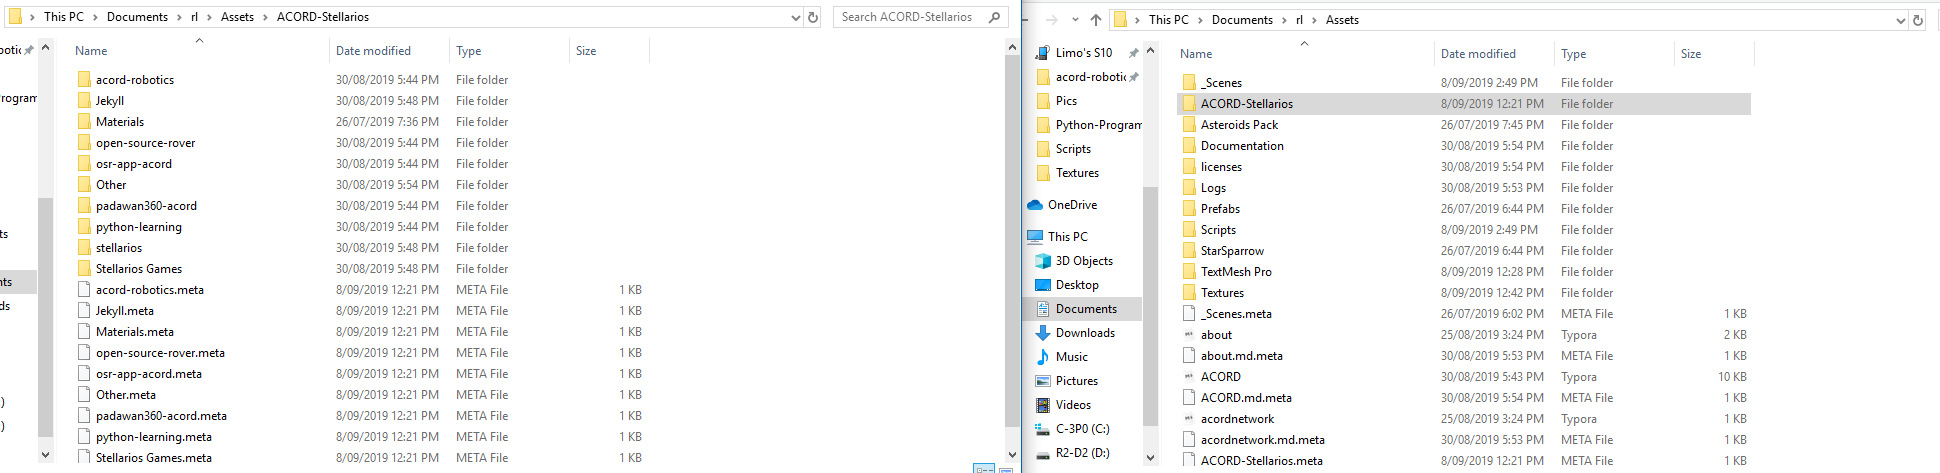 This PC > Documents > rl > Assets > ACORD-Stellarios
Search ACORD-Stellarios
Name Date modified Type Size
acord-robotics 30/08/2019 5:44 PM File folder
Jekyll 30/08/2019 5:48 PM File folder
Materials 26/07/2019 7:36 PM File folder
open-source-rover 30/08/2019 5:44 PM File folder
osr-app-acord 30/08/2019 5:44 PM File folder
Other 30/08/2019 5:54 PM File folder
padawan360-acord 30/08/2019 5:44 PM File folder
python-learning 30/08/2019 5:44 PM File folder
stellarios 30/08/2019 5:48 PM File folder
Stellarios Games 30/08/2019 5:48 PM File folder
acord-robotics.meta 8/09/2019 12:21 PM META File 1 KB
Jekyll.meta 8/09/2019 12:21 PM META File 1 KB
Materials.meta 8/09/2019 12:21 PM META File 1 KB
open-source-rover.meta 8/09/2019 12:21 PM META File 1 KB
osr-app-acord.meta 8/09/2019 12:21 PM META File 1 KB
Other.meta 8/09/2019 12:21 PM META File 1 KB
padawan360-acord.meta 8/09/2019 12:21 PM META File 1 KB
python-learning.meta 8/09/2019 12:21 PM META File 1 KB
Stellarios Games.meta 8/09/2019 12:21 PM META File 1 KB
This PC > Documents > rl > Assets
Limo's S10
acord-robotic
Pics
Python-Program
Scripts
Textures
OneDrive
This PC
3D Objects
Desktop
Documents
Downloads
Music
Pictures
Videos
C-3P0 (C:)
R2-D2 (D:)
Name Date modified Type Size
_Scenes 8/09/2019 2:49 PM File folder
ACORD-Stellarios 8/09/2019 12:21 PM File folder
Asteroids Pack 26/07/2019 7:45 PM File folder
Documentation 30/08/2019 5:54 PM File folder
licenses 30/08/2019 5:54 PM File folder
Logs 30/08/2019 5:53 PM File folder
Prefabs 26/07/2019 6:44 PM File folder
Scripts 8/09/2019 2:49 PM File folder
StarSparrow 26/07/2019 6:44 PM File folder
TextMesh Pro 8/09/2019 12:28 PM File folder
Textures 8/09/2019 12:42 PM File folder
_Scenes.meta 26/07/2019 6:02 PM META File 1 KB
about 25/08/2019 3:24 PM Typora 2 KB
about.md.meta 30/08/2019 5:53 PM META File 1 KB
ACORD 30/08/2019 5:43 PM Typora 10 KB
ACORD.md.meta 30/08/2019 5:54 PM META File 1 KB
acordnetwork 25/08/2019 3:24 PM Typora 1 KB
acordnetwork.md.meta 30/08/2019 5:53 PM META File 1 KB
ACORD-Stellarios.meta 8/09/2019 12:21 PM META File 1 KB